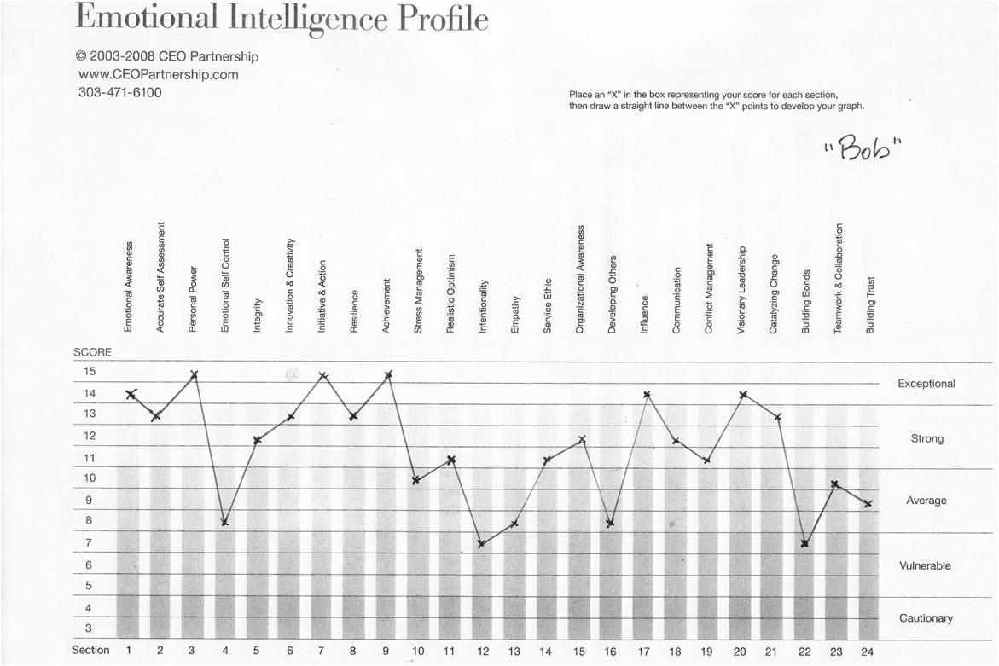 Emotional Intelligence Profile
© 2003-2008 CEO Partnership
www.CEOPartnership.com
303-471-6100
Place an “X” in the box representing your score for each section,
then draw a straight line between the “X” points to develop your graph.
"Bob"
Emotional Awareness
Accurate Self Assessment
Personal Power
Emotional Self Control
Integrity
Innovation & Creativity
Initiative & Action
Resilience
Achievement
Stress Management
Realistic Optimism
Intentionality
Empathy
Service Ethic
Organizational Awareness
Developing Others
Influence
Communication
Conflict Management
Visionary Leadership
Catalyzing Change
Building Bonds
Teamwork & Collaboration
Building Trust
SCORE
15
14
Exceptional
13
12
Strong
11
10
9
Average
8
7
6
Vulnerable
5
4
Cautionary
3
Section 1 2 3 4 5 6 7 8 9 10 11 12 13 14 15 16 17 18 19 20 21 22 23 24